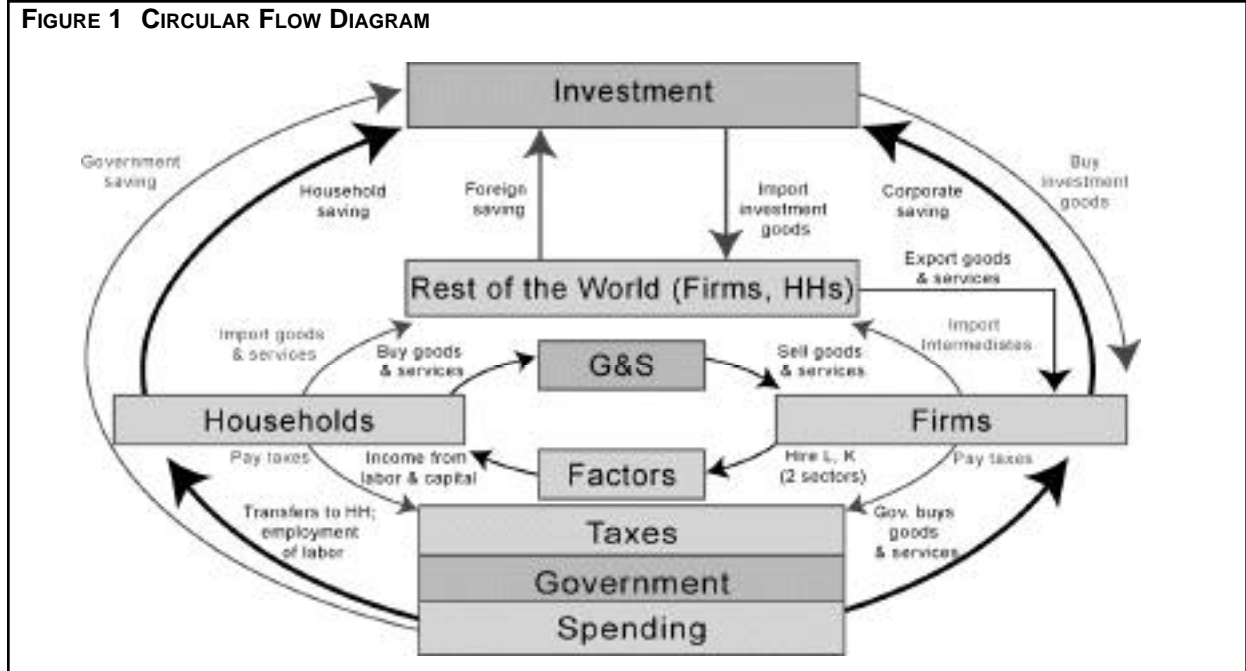 FIGURE 1 CIRCULAR FLOW DIAGRAM
Investment
Government
saving
Household
saving
Foreign
saving
Import
investment
goods
Corporate
saving
Buy
investment
goods
Rest of the World (Firms, HHs)
Export goods
& services
Import goods
& services
Buy goods
& services
G&S
Sell goods
& services
Import
Intermediates
Households
Firms
Pay taxes
Income from
labor & capital
Factors
Hire L, K
(2 sectors)
Pay taxes
Transfers to HH;
employment
of labor
Taxes
Gov. buys
goods
& services
Government
Spending